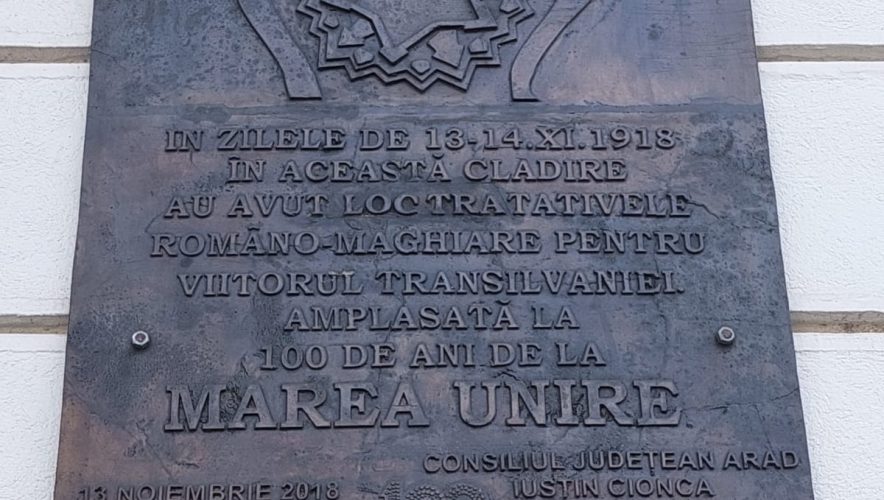 IN ZILELE DE 13-14.XI.1918
ÎN ACEASTĂ CLADIRE
AU AVUT LOC TRATATIVELE
ROMÂNO-MAGHIARE PENTRU
VIITORUL TRANSILVANIEI.
AMPLASATĂ LA
100 DE ANI DE LA
MAREA UNIRE
CONSILIUL JUDEȚEAN ARAD
13 NOIEMBRIE 2018
IUSTIN CIONCA